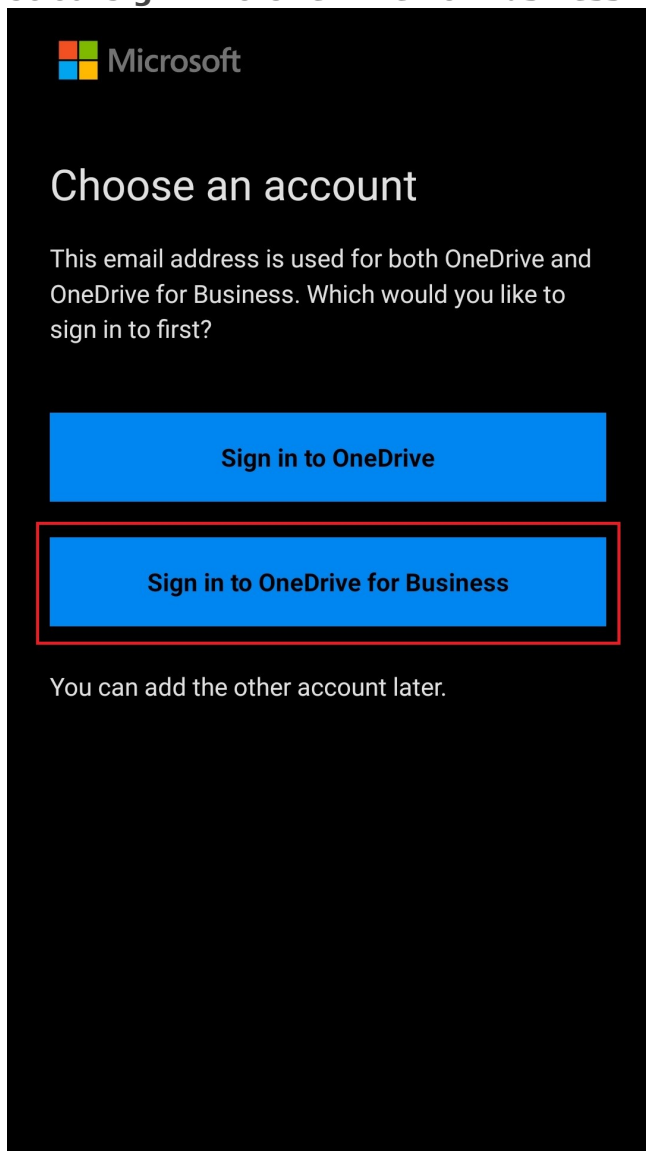 Microsoft
Choose an account
This email address is used for both OneDrive and
OneDrive for Business. Which would you like to
sign in to first?
Sign in to OneDrive
Sign in to OneDrive for Business
You can add the other account later.